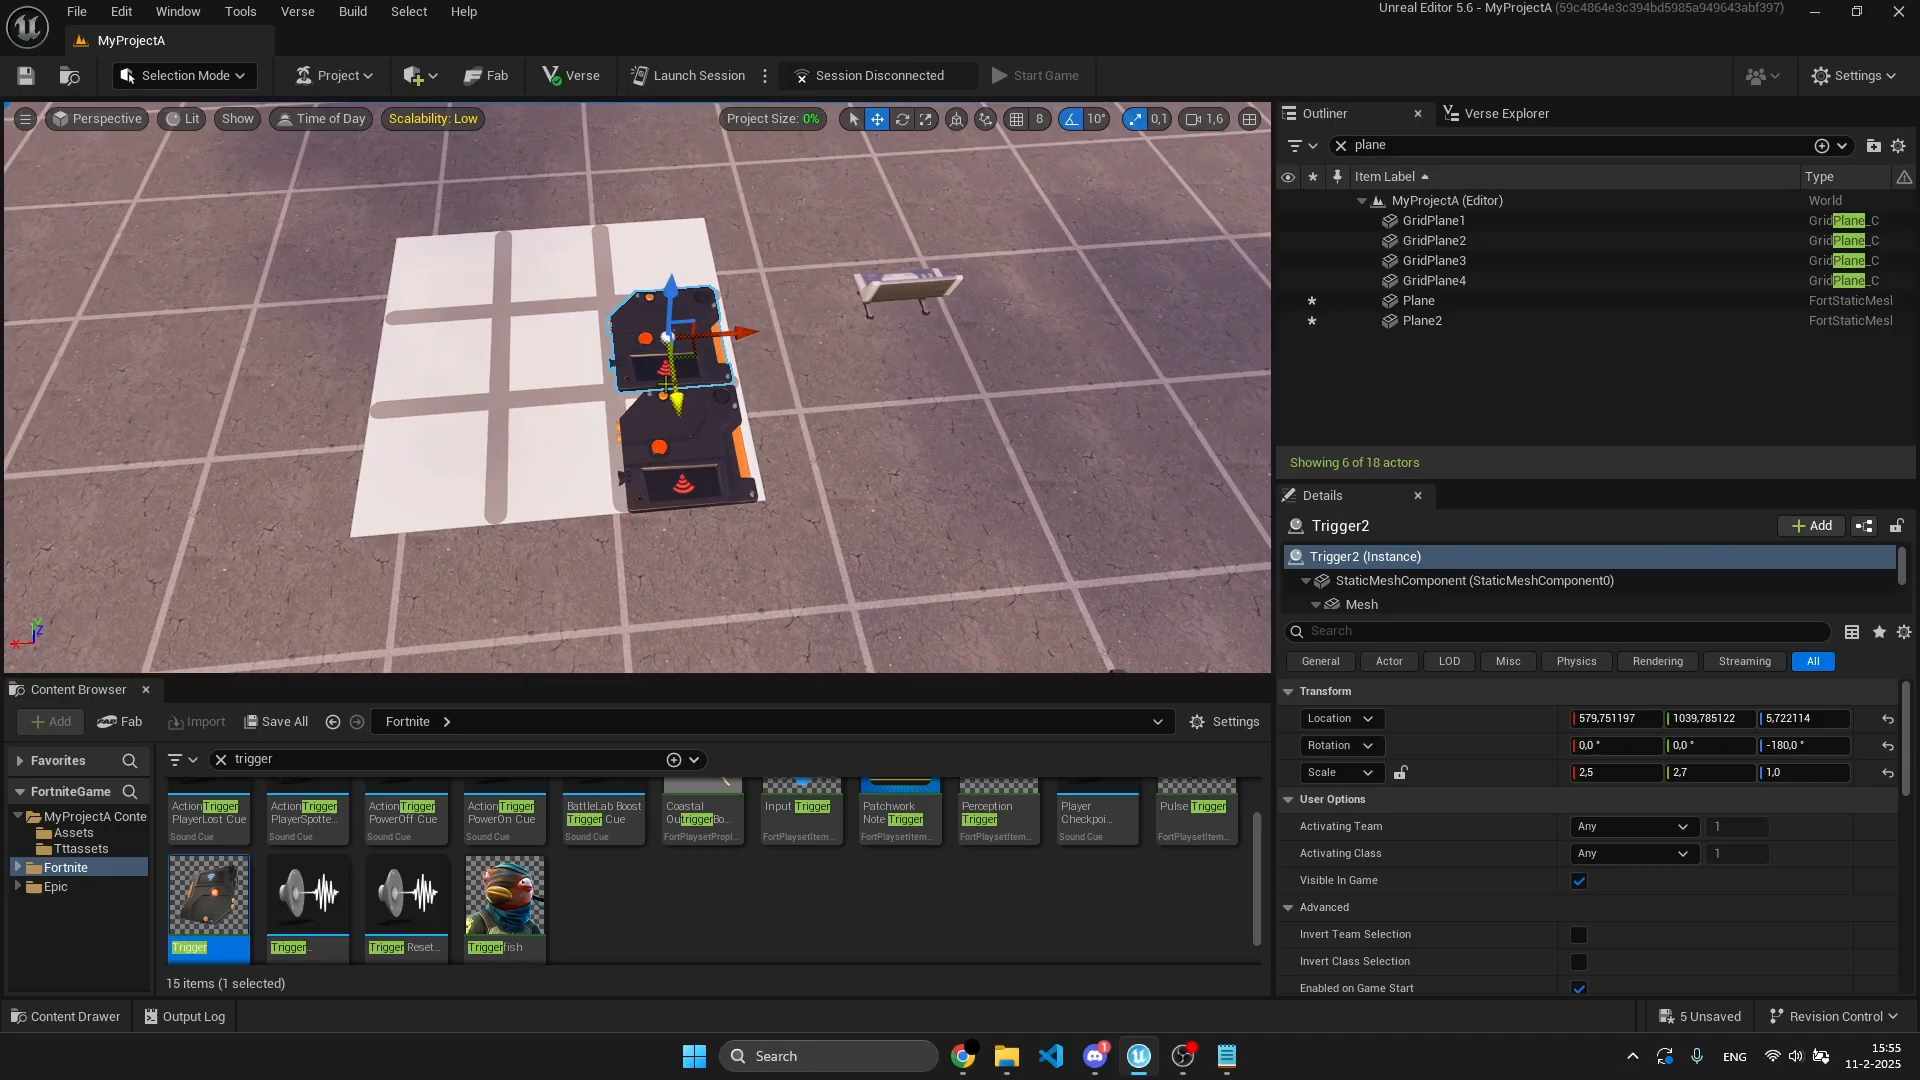 File Edit Window Tools Verse Build Select Help
Unreal Editor 5.6 - MyProjectA (59c4864e3c394bd5985a949643abf397)
MyProjectA
Selection Mode
Project
Fab
Verse
Launch Session
Session Disconnected
Start Game
Settings
Perspective
Lit
Show
Time of Day
Scalability: Low
Project Size: 0%
8
10°
0,1
1,6
Outliner
Verse Explorer
plane
Item Label
Type
MyProjectA (Editor)
World
GridPlane1
GridPlane_C
GridPlane2
GridPlane_C
GridPlane3
GridPlane_C
GridPlane4
GridPlane_C
Plane
FortStaticMesl
Plane2
FortStaticMesl
Showing 6 of 18 actors
Details
Trigger2
Add
Trigger2 (Instance)
StaticMeshComponent (StaticMeshComponent0)
Mesh
Search
General
Actor
LOD
Misc
Physics
Rendering
Streaming
All
Transform
Location
579,751197
1039,785122
5,722114
Rotation
0,0 °
0,0 °
-180,0 °
Scale
2,5
2,7
1,0
User Options
Activating Team
Any
1
Activating Class
Any
1
Visible In Game
Advanced
Invert Team Selection
Invert Class Selection
Enabled on Game Start
Content Browser
Add
Fab
Import
Save All
Fortnite
Settings
Favorites
FortniteGame
MyProjectA Conte
Assets
Tttassets
Fortnite
Epic
trigger
ActionTrigger
PlayerLost Cue
Sound Cue
ActionTrigger
PlayerSpotte...
Sound Cue
ActionTrigger
PowerOff Cue
Sound Cue
ActionTrigger
PowerOn Cue
Sound Cue
BattleLab Boost
Trigger Cue
Sound Cue
Coastal
OutriggerBo...
FortPlaysetPropI...
Input Trigger
FortPlaysetItem...
Patchwork
Note Trigger
FortPlaysetItem...
Perception
Trigger
FortPlaysetItem...
Player
Checkpoi...
Sound Cue
Pulse Trigger
FortPlaysetItem...
Trigger
Trigger...
Trigger Reset...
Triggerfish
15 items (1 selected)
Content Drawer
Output Log
5 Unsaved
Revision Control
Search
1
ENG
15:55
11-2-2025